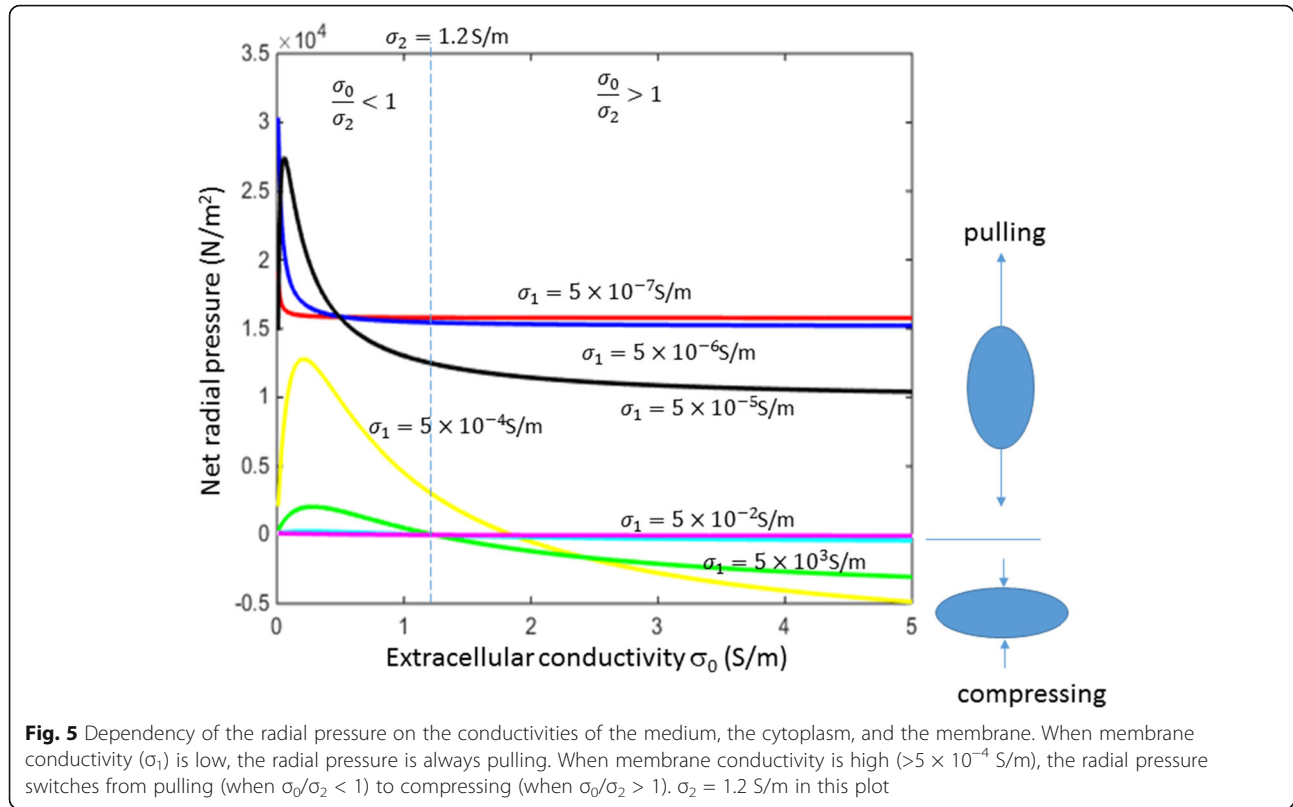 × 10⁴
σ₂ = 1.2 S/m
3.5
3
2.5
2
1.5
1
0.5
0
-0.5
σ₀/σ₂ < 1
σ₀/σ₂ > 1
Net radial pressure (N/m²)
σ₁ = 5 × 10⁻⁷S/m
σ₁ = 5 × 10⁻⁶S/m
σ₁ = 5 × 10⁻⁵S/m
σ₁ = 5 × 10⁻⁴S/m
σ₁ = 5 × 10⁻²S/m
σ₁ = 5 × 10³S/m
0 1 2 3 4 5
Extracellular conductivity σ₀ (S/m)
pulling
compressing
Fig. 5 Dependency of the radial pressure on the conductivities of the medium, the cytoplasm, and the membrane. When membrane
conductivity (σ₁) is low, the radial pressure is always pulling. When membrane conductivity is high (>5 × 10⁻⁴ S/m), the radial pressure
switches from pulling (when σ₀/σ₂ < 1) to compressing (when σ₀/σ₂ > 1). σ₂ = 1.2 S/m in this plot